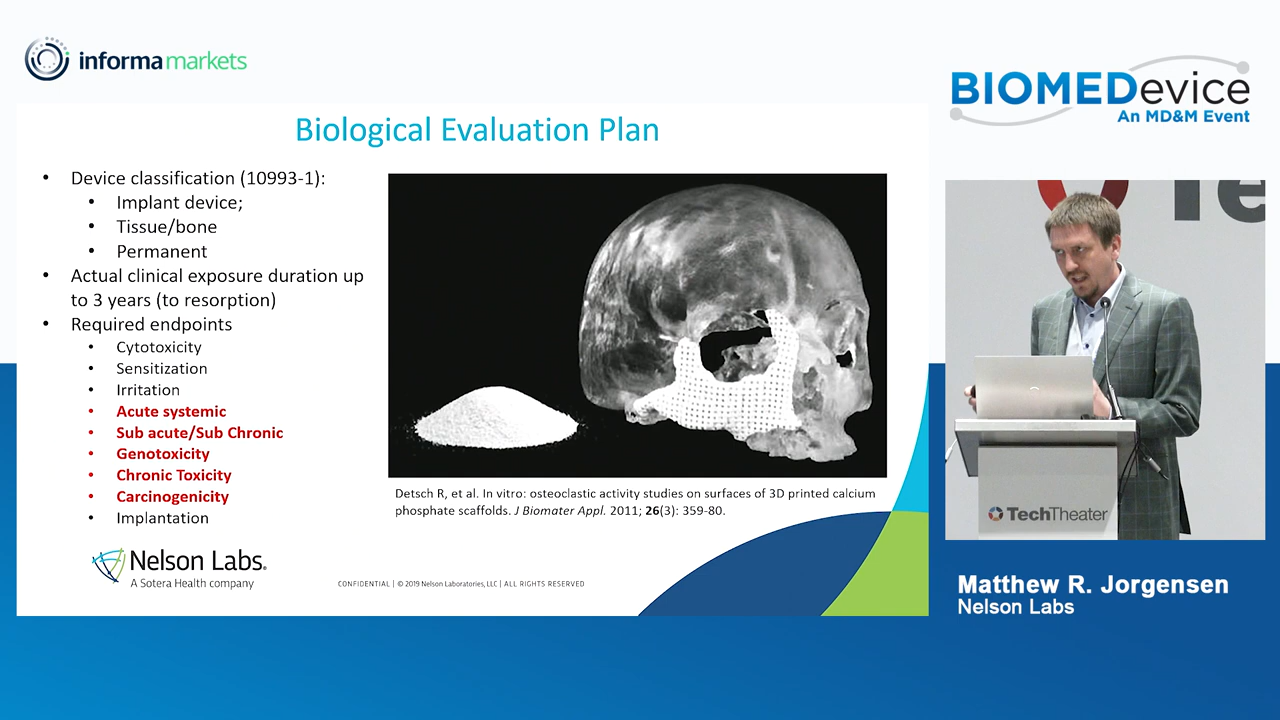 informa markets
BIOMEDevice
An MD&M Event
Biological Evaluation Plan
• Device classification (10993-1):
• Implant device;
• Tissue/bone
• Permanent
• Actual clinical exposure duration up
to 3 years (to resorption)
• Required endpoints
• Cytotoxicity
• Sensitization
• Irritation
• Acute systemic
• Sub acute/Sub Chronic
• Genotoxicity
• Chronic Toxicity
• Carcinogenicity
• Implantation
Detsch R, et al. In vitro: osteoclastic activity studies on surfaces of 3D printed calcium
phosphate scaffolds. J Biomater Appl. 2011; 26(3): 359-80.
Nelson Labs®
A Sotera Health company
CONFIDENTIAL | © 2019 Nelson Laboratories, LLC | ALL RIGHTS RESERVED
Te
TechTheater
Matthew R. Jorgensen
Nelson Labs